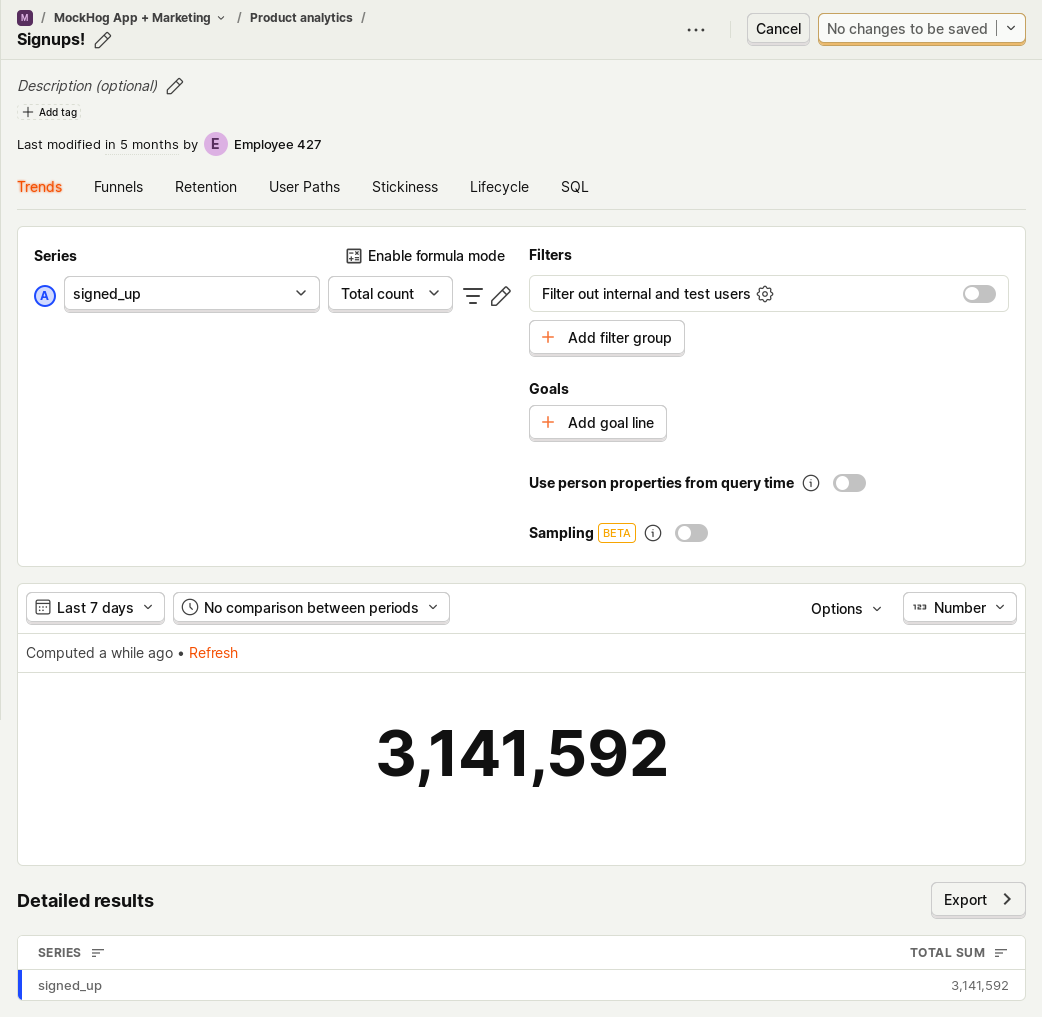 M / MockHog App + Marketing / Product analytics /
Signups!
Cancel
No changes to be saved
Description (optional)
Add tag
Last modified in 5 months by E Employee 427
Trends Funnels Retention User Paths Stickiness Lifecycle SQL
Series
Enable formula mode
A signed_up Total count
Filters
Filter out internal and test users
Add filter group
Goals
Add goal line
Use person properties from query time
Sampling BETA
Last 7 days No comparison between periods Options 123 Number
Computed a while ago • Refresh
3,141,592
Detailed results
Export
SERIES TOTAL SUM
signed_up 3,141,592